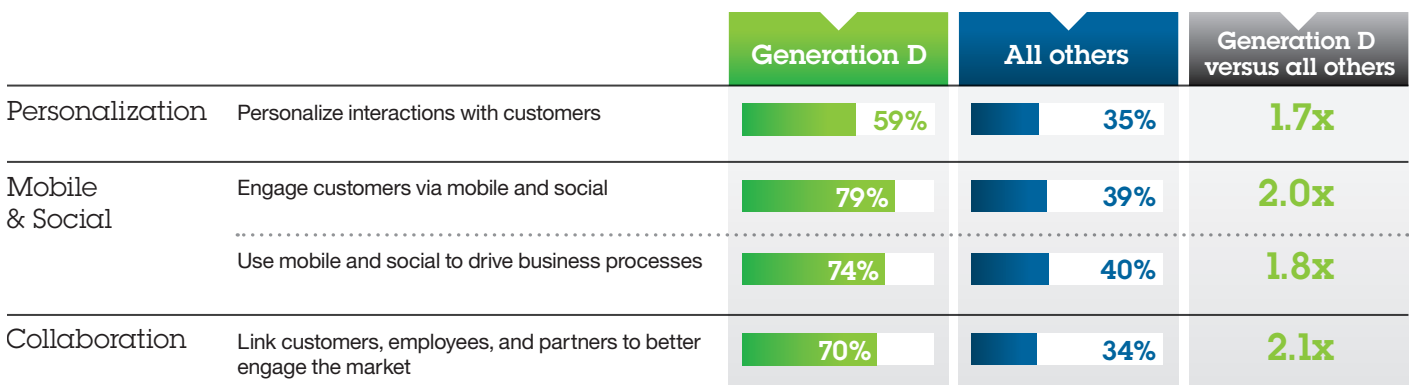 Generation D
All others
Generation D
versus all others
Personalization
Personalize interactions with customers
59%
35%
1.7x
Mobile
& Social
Engage customers via mobile and social
79%
39%
2.0x
Use mobile and social to drive business processes
74%
40%
1.8x
Collaboration
Link customers, employees, and partners to better
engage the market
70%
34%
2.1x